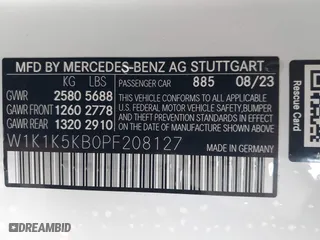 MFD BY MERCEDES-BENZ AG STUTTGART
KG LBS PASSENGER CAR 885 08/23
GVWR 2580 5688
GAWR FRONT 1260 2778
GAWR REAR 1320 2910
THIS VEHICLE CONFORMS TO ALL APPLICABLE
U.S. FEDERAL MOTOR VEHICLE SAFETY, BUMPER,
AND THEFT PREVENTION STANDARDS IN EFFECT
ON THE DATE OF MANUFACTURE SHOWN ABOVE.
W1K1K5KB0PF208127
MADE IN GERMANY
Rescue Card
© DRIVEBIDRIDE.COM